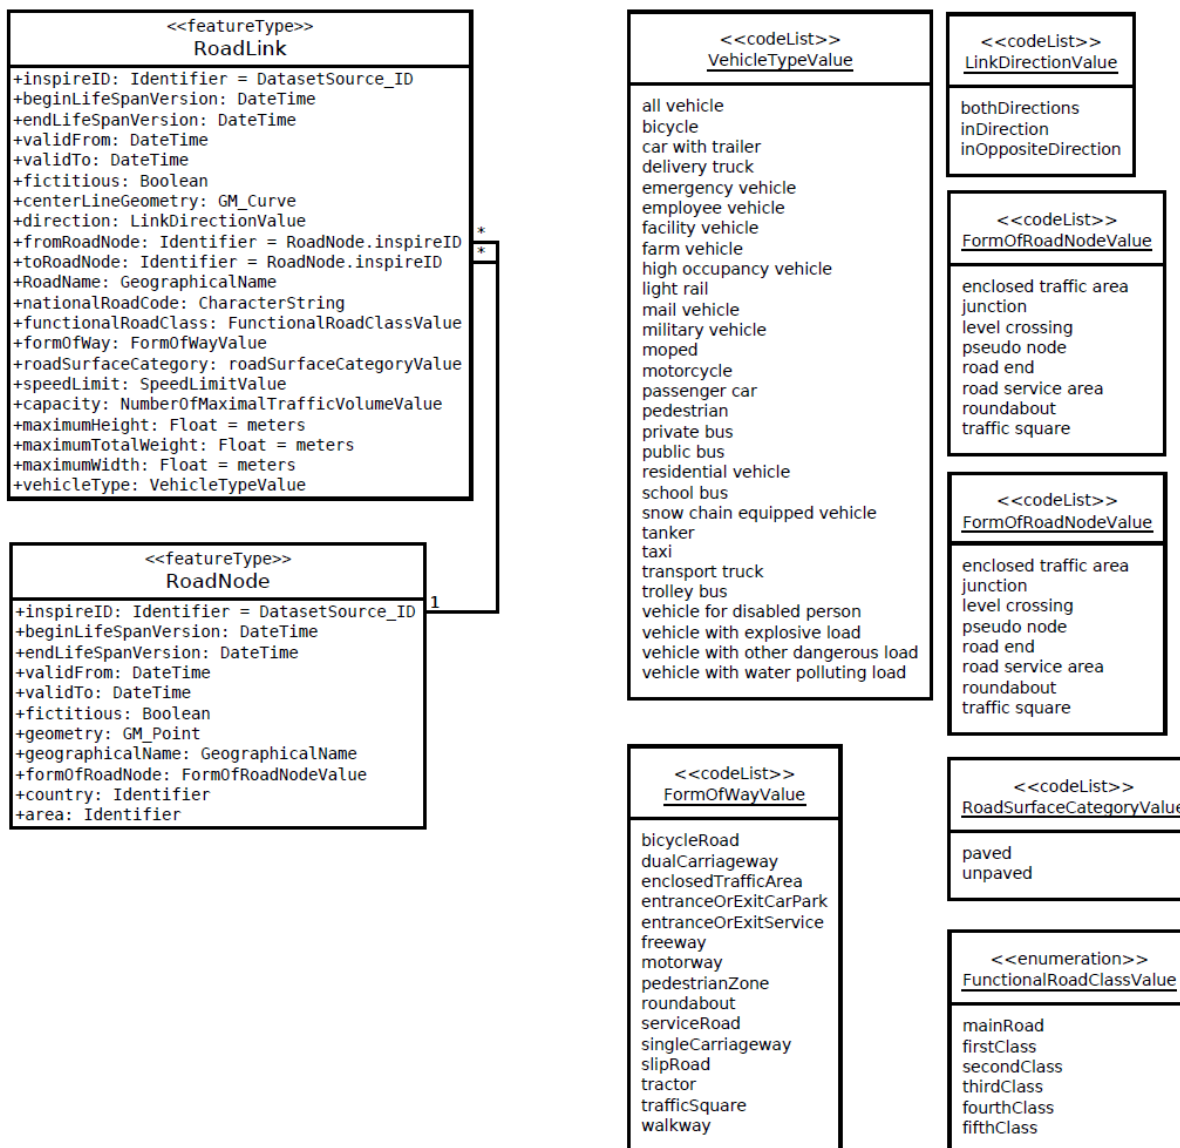 <<featureType>>
RoadLink
+inspireID: Identifier = DatasetSource_ID
+beginLifeSpanVersion: DateTime
+endLifeSpanVersion: DateTime
+validFrom: DateTime
+validTo: DateTime
+fictitious: Boolean
+centerLineGeometry: GM_Curve
+direction: LinkDirectionValue
+fromRoadNode: Identifier = RoadNode.inspireID
*
+toRoadNode: Identifier = RoadNode.inspireID
*
+RoadName: GeographicalName
+nationalRoadCode: CharacterString
+functionalRoadClass: FunctionalRoadClassValue
+formOfWay: FormOfWayValue
+roadSurfaceCategory: roadSurfaceCategoryValue
+speedLimit: SpeedLimitValue
+capacity: NumberOfMaximalTrafficVolumeValue
+maximumHeight: Float = meters
+maximumTotalWeight: Float = meters
+maximumWidth: Float = meters
+vehicleType: VehicleTypeValue
<<featureType>>
RoadNode
+inspireID: Identifier = DatasetSource_ID
1
+beginLifeSpanVersion: DateTime
+endLifeSpanVersion: DateTime
+validFrom: DateTime
+validTo: DateTime
+fictitious: Boolean
+geometry: GM_Point
+geographicalName: GeographicalName
+formOfRoadNode: FormOfRoadNodeValue
+country: Identifier
+area: Identifier
<<codeList>>
VehicleTypeValue
all vehicle
bicycle
car with trailer
delivery truck
emergency vehicle
employee vehicle
facility vehicle
farm vehicle
high occupancy vehicle
light rail
mail vehicle
military vehicle
moped
motorcycle
passenger car
pedestrian
private bus
public bus
residential vehicle
school bus
snow chain equipped vehicle
tanker
taxi
transport truck
trolley bus
vehicle for disabled person
vehicle with explosive load
vehicle with other dangerous load
vehicle with water polluting load
<<codeList>>
FormOfWayValue
bicycleRoad
dualCarriageway
enclosedTrafficArea
entranceOrExitCarPark
entranceOrExitService
freeway
motorway
pedestrianZone
roundabout
serviceRoad
singleCarriageway
slipRoad
tractor
trafficSquare
walkway
<<codeList>>
LinkDirectionValue
bothDirections
inDirection
inOppositeDirection
<<codeList>>
FormOfRoadNodeValue
enclosed traffic area
junction
level crossing
pseudo node
road end
road service area
roundabout
traffic square
<<codeList>>
FormOfRoadNodeValue
enclosed traffic area
junction
level crossing
pseudo node
road end
road service area
roundabout
traffic square
<<codeList>>
RoadSurfaceCategoryValue
paved
unpaved
<<enumeration>>
FunctionalRoadClassValue
mainRoad
firstClass
secondClass
thirdClass
fourthClass
fifthClass